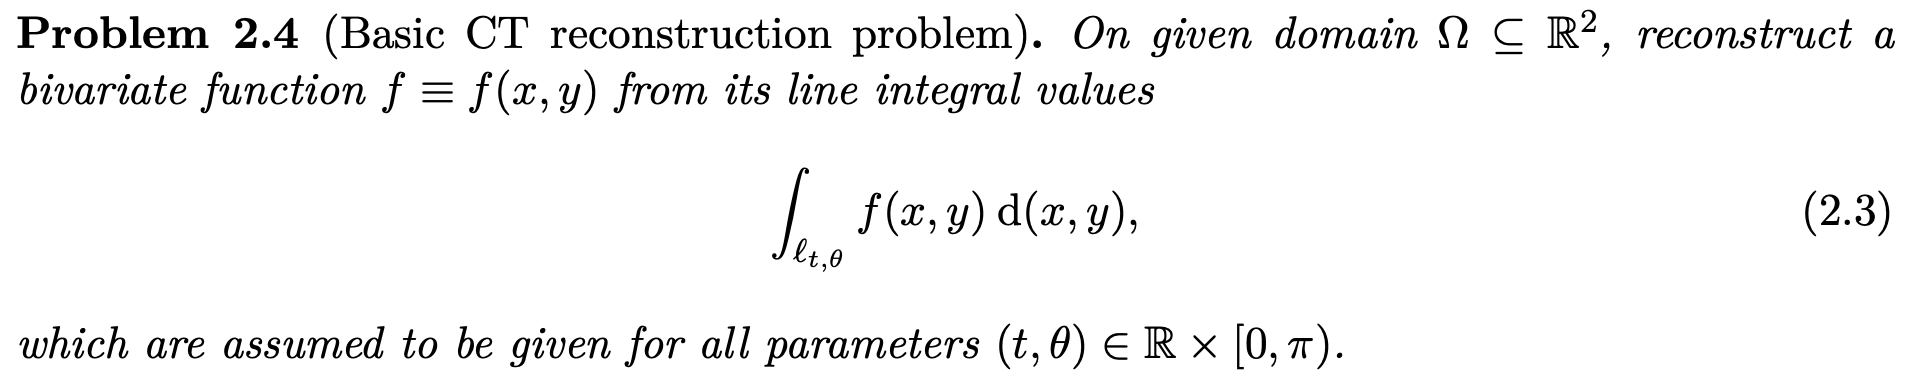 Problem 2.4 (Basic CT reconstruction problem). On given domain Ω ⊆ ℝ², reconstruct a
bivariate function f ≡ f(x, y) from its line integral values
∫_{ℓ_{t,θ}} f(x, y) d(x, y), (2.3)
which are assumed to be given for all parameters (t, θ) ∈ ℝ × [0, π).